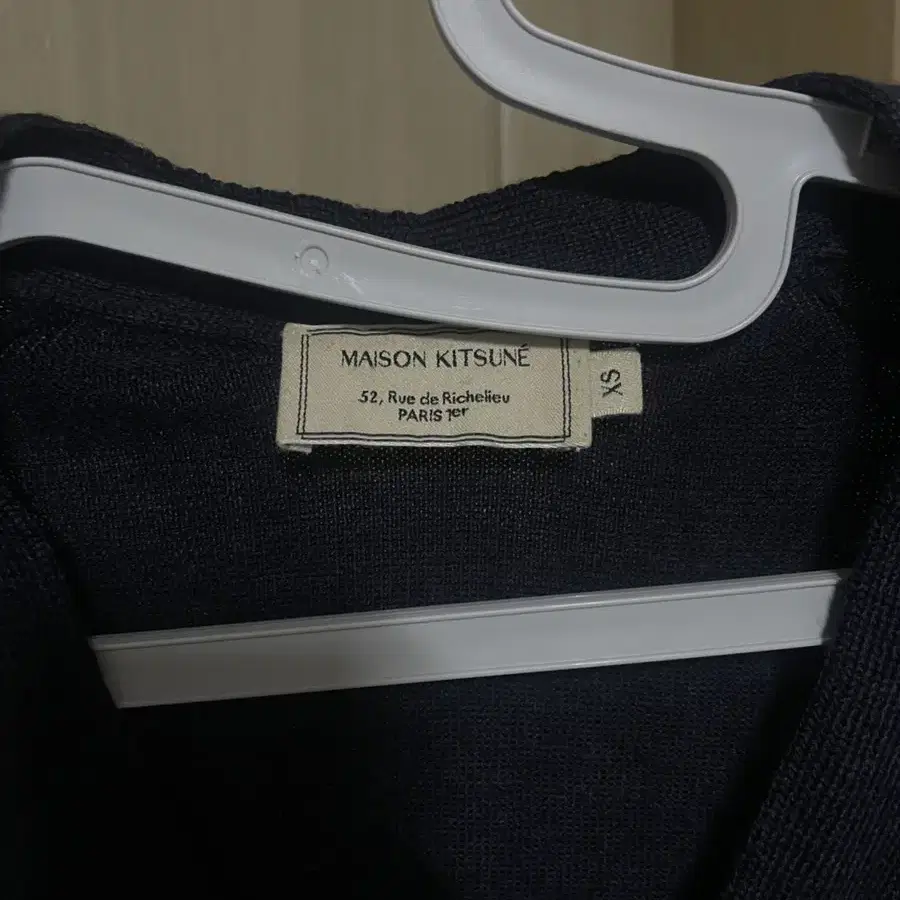 MAISON KITSUNÉ
52, Rue de Richelieu
PARIS 1er
XS